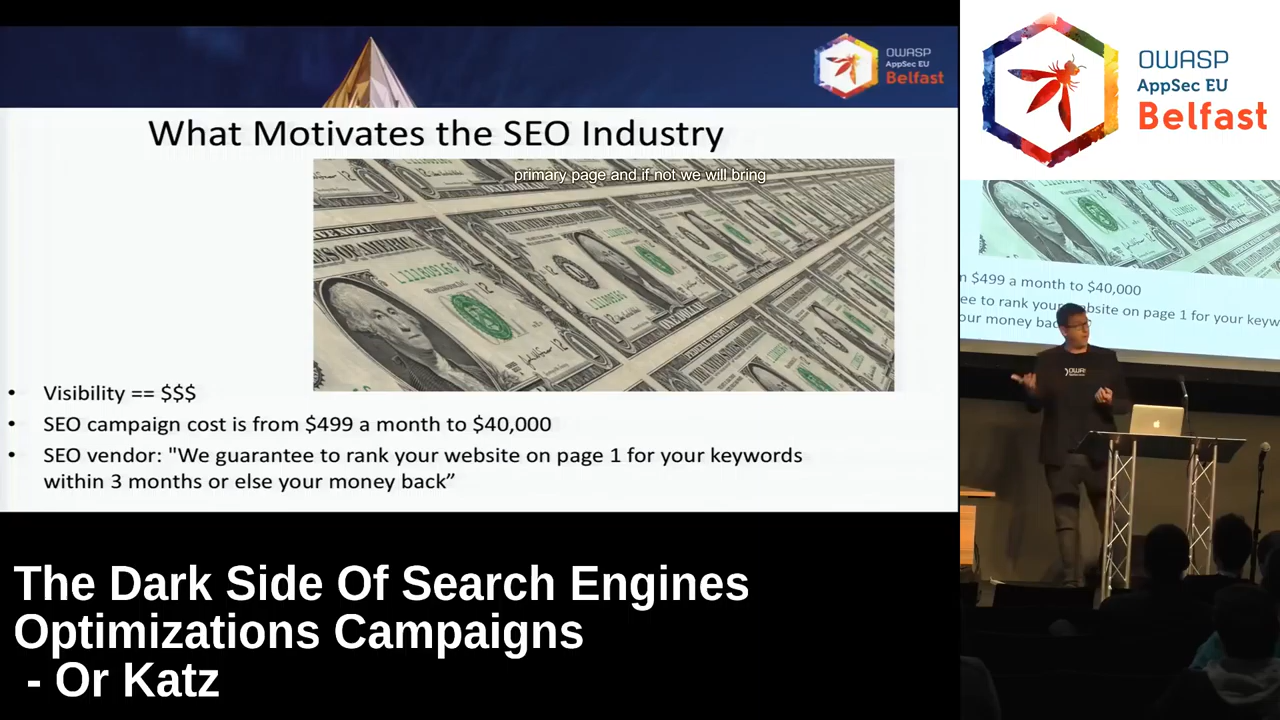 OWASP
AppSec EU
Belfast
What Motivates the SEO Industry
primary page and if not we will bring
• Visibility == $$$
• SEO campaign cost is from $499 a month to $40,000
• SEO vendor: "We guarantee to rank your website on page 1 for your keywords
within 3 months or else your money back”
The Dark Side Of Search Engines
Optimizations Campaigns
- Or Katz
OWASP
AppSec EU
Belfast
$499 a month to $40,000
ee to rank your website on page 1 for your keyw
our money back